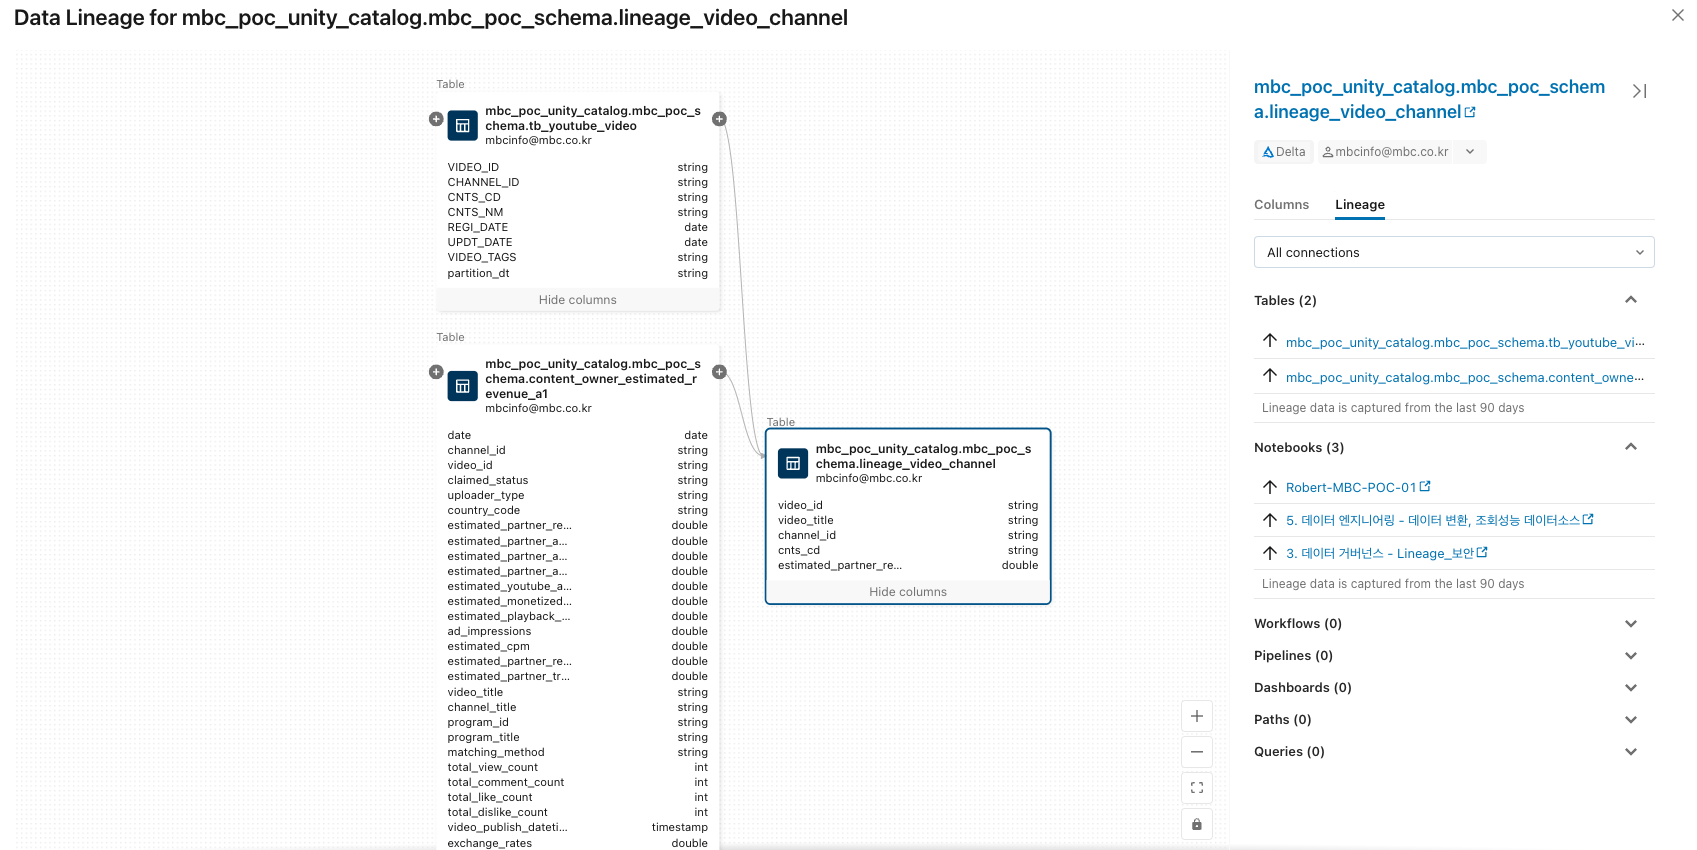 Data Lineage for mbc_poc_unity_catalog.mbc_poc_schema.lineage_video_channel
Table
mbc_poc_unity_catalog.mbc_poc_s
chema.tb_youtube_video
mbcinfo@mbc.co.kr
VIDEO_ID string
CHANNEL_ID string
CNTS_CD string
CNTS_NM string
REGI_DATE date
UPDT_DATE date
VIDEO_TAGS string
partition_dt string
Hide columns
Table
mbc_poc_unity_catalog.mbc_poc_s
chema.content_owner_estimated_r
evenue_a1
mbcinfo@mbc.co.kr
date date
channel_id string
video_id string
claimed_status string
uploader_type string
country_code string
estimated_partner_re... double
estimated_partner_a... double
estimated_partner_a... double
estimated_partner_a... double
estimated_youtube_a... double
estimated_monetized... double
estimated_playback_... double
ad_impressions double
estimated_cpm double
estimated_partner_re... double
estimated_partner_tr... double
video_title string
channel_title string
program_id string
program_title string
matching_method string
total_view_count int
total_comment_count int
total_like_count int
total_dislike_count int
video_publish_dateti... timestamp
exchange_rates double
Table
mbc_poc_unity_catalog.mbc_poc_s
chema.lineage_video_channel
mbcinfo@mbc.co.kr
video_id string
video_title string
channel_id string
cnts_cd string
estimated_partner_re... double
Hide columns
mbc_poc_unity_catalog.mbc_poc_schem
a.lineage_video_channel
Delta mbcinfo@mbc.co.kr
Columns Lineage
All connections
Tables (2)
mbc_poc_unity_catalog.mbc_poc_schema.tb_youtube_vi...
mbc_poc_unity_catalog.mbc_poc_schema.content_owne...
Lineage data is captured from the last 90 days
Notebooks (3)
Robert-MBC-POC-01
5. 데이터 엔지니어링 - 데이터 변환, 조회성능 데이터소스
3. 데이터 거버넌스 - Lineage_보안
Lineage data is captured from the last 90 days
Workflows (0)
Pipelines (0)
Dashboards (0)
Paths (0)
Queries (0)